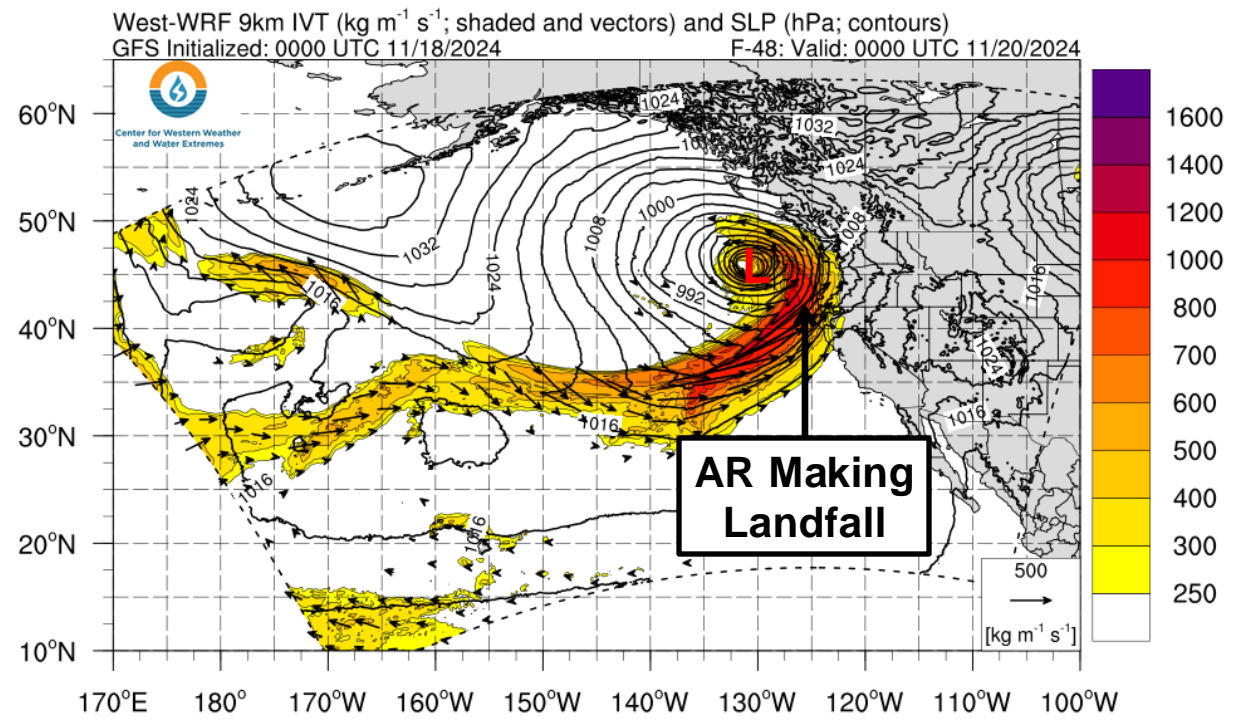 West-WRF 9km IVT (kg m⁻¹ s⁻¹; shaded and vectors) and SLP (hPa; contours)
GFS Initialized: 0000 UTC 11/18/2024 F-48: Valid: 0000 UTC 11/20/2024
Center for Western Weather
and Water Extremes
60°N
50°N
40°N
30°N
20°N
10°N
1024
1032
1024
1024
1032
1024
1008
1000
992
1008
1016
1016
1024
1016
1016
1016
1016
L
AR Making
Landfall
500
[kg m⁻¹ s⁻¹]
1600
1400
1200
1000
800
700
600
500
400
300
250
170°E 180° 170°W 160°W 150°W 140°W 130°W 120°W 110°W 100°W